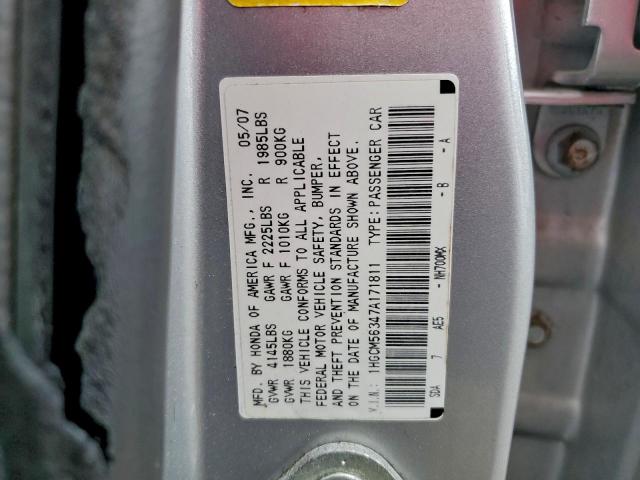 MFD. BY HONDA OF AMERICA MFG., INC. 05/07
GVWR 4145LBS GAWR F 2225LBS R 1985LBS
GVWR 1880KG GAWR F 1010KG R 900KG
THIS VEHICLE CONFORMS TO ALL APPLICABLE
FEDERAL MOTOR VEHICLE SAFETY, BUMPER,
AND THEFT PREVENTION STANDARDS IN EFFECT
ON THE DATE OF MANUFACTURE SHOWN ABOVE.
V.I.N.: 1HGCM56347A171811 TYPE: PASSENGER CAR
SDA 7 AE5 - NH700MX - B - A